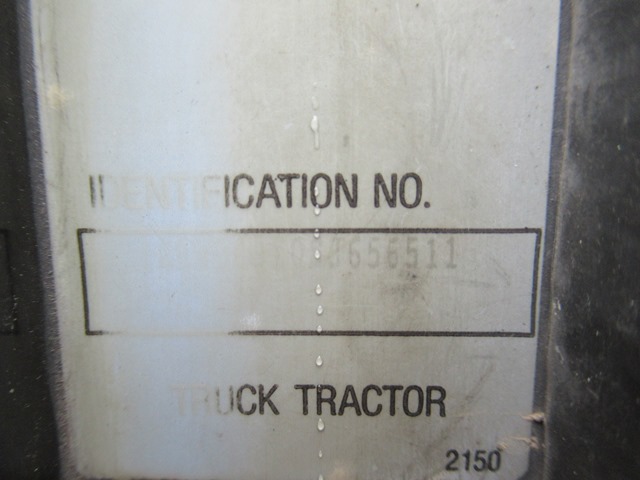 IDENTIFICATION NO.
TRUCK TRACTOR
2150